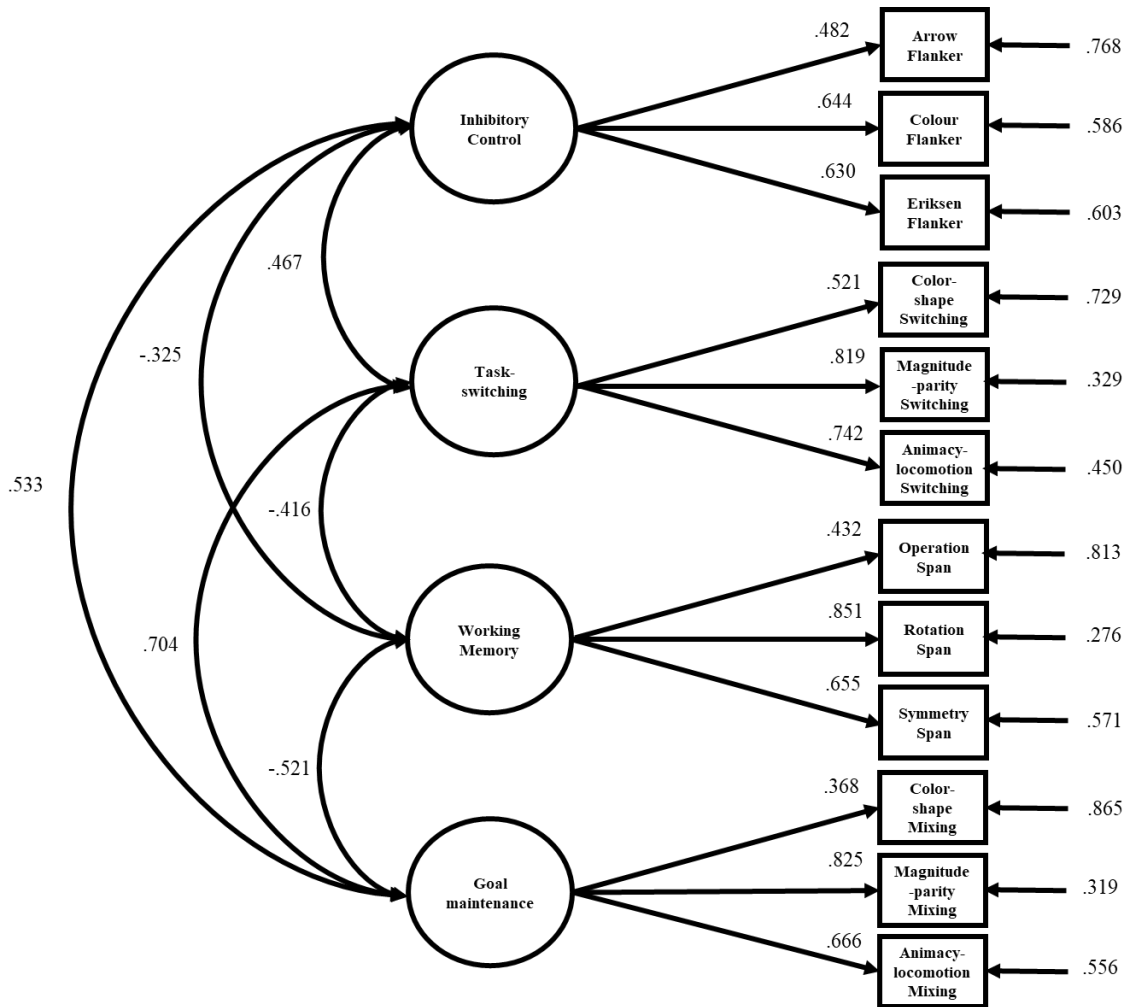 .482
Arrow
Flanker
.768
Inhibitory
Control
.644
Colour
Flanker
.586
.630
Eriksen
Flanker
.603
.467
.521
Color-
shape
Switching
.729
-.325
Task-
switching
.819
Magnitude
-parity
Switching
.329
.742
Animacy-
locomotion
Switching
.450
.533
-.416
.432
Operation
Span
.813
.704
Working
Memory
.851
Rotation
Span
.276
.655
Symmetry
Span
.571
-.521
.368
Color-
shape
Mixing
.865
Goal
maintenance
.825
Magnitude
-parity
Mixing
.319
.666
Animacy-
locomotion
Mixing
.556